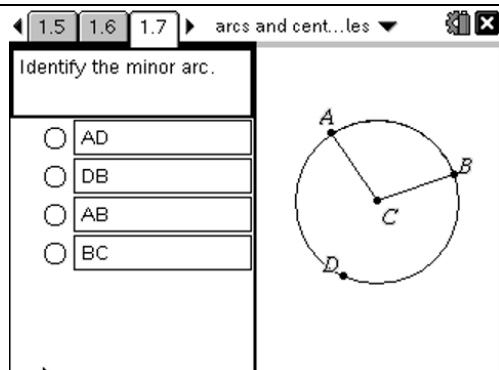 1.5 1.6 1.7 arcs and cent...les
Identify the minor arc.
AD
DB
AB
BC
A
B
C
D